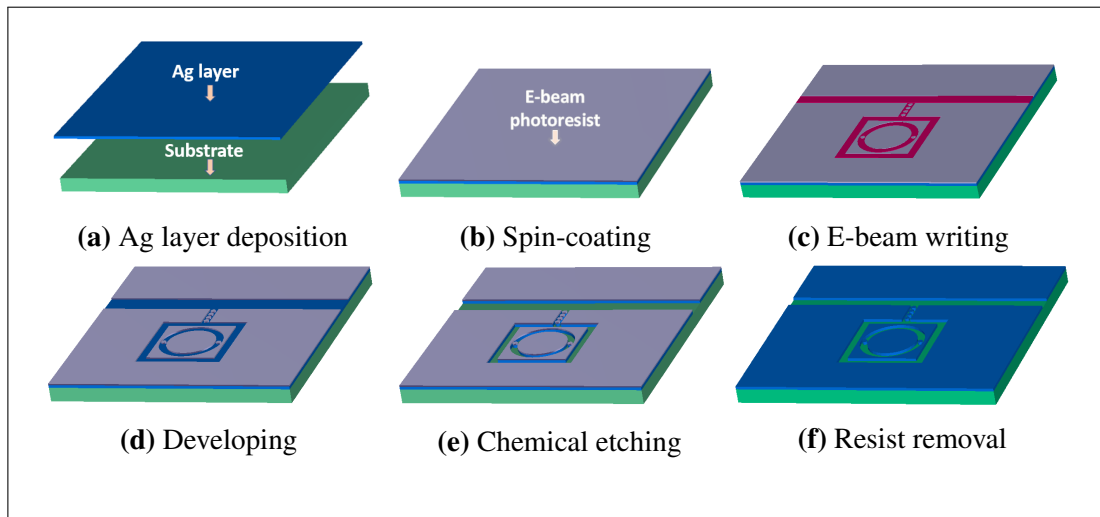 Ag layer
Substrate
E-beam
photoresist
(a) Ag layer deposition
(b) Spin-coating
(c) E-beam writing
(d) Developing
(e) Chemical etching
(f) Resist removal